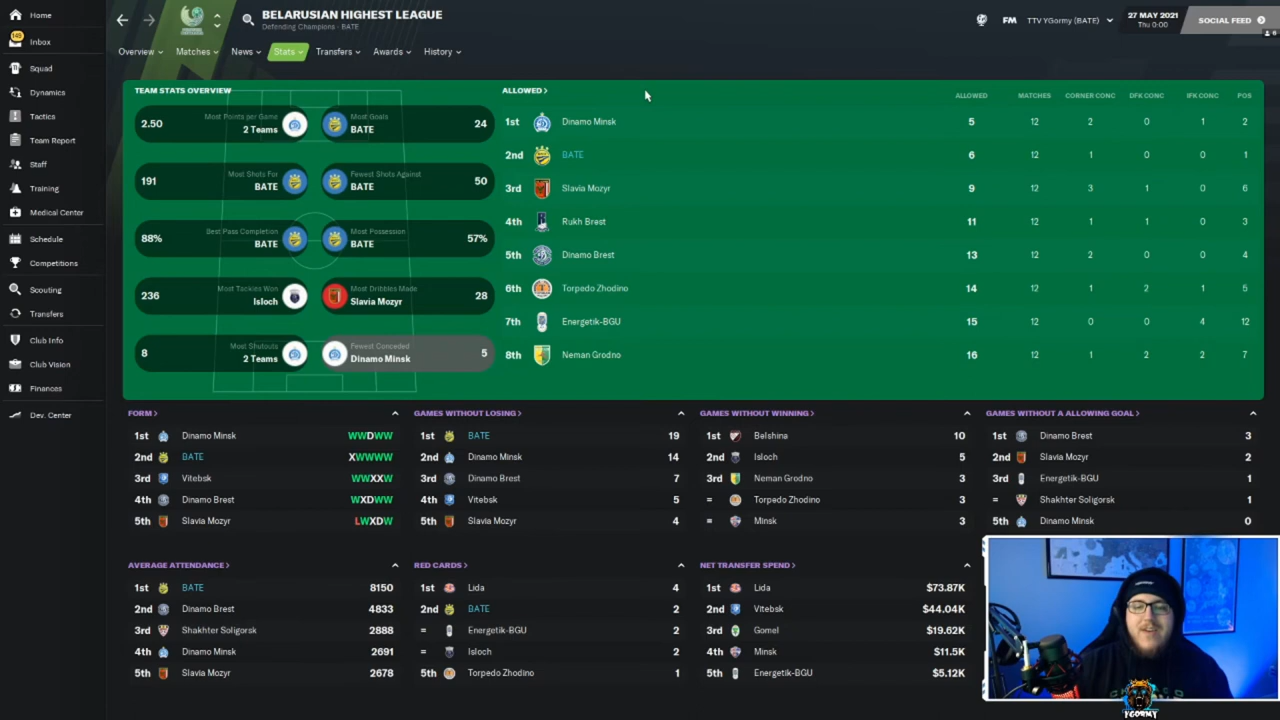 Home
Inbox
145
Squad
Dynamics
Tactics
Team Report
Staff
Training
Medical Center
Schedule
Competitions
Scouting
Transfers
Club Info
Club Vision
Finances
Dev. Center
BELARUSIAN HIGHEST LEAGUE
Defending Champions - BATE
FM TTV YGormy (BATE)
27 MAY 2021
Thu 0:00
SOCIAL FEED
Overview Matches News Stats Transfers Awards History
TEAM STATS OVERVIEW
2.50 Most Points per Game 2 Teams
Most Goals BATE 24
191 Most Shots For BATE
Fewest Shots Against BATE 50
88% Best Pass Completion BATE
Most Possession BATE 57%
236 Most Tackles Won Isloch
Most Dribbles Made Slavia Mozyr 28
8 Most Shutouts 2 Teams
Fewest Conceded Dinamo Minsk 5
ALLOWED > ALLOWED MATCHES CORNER CONC DFK CONC IFK CONC POS
1st Dinamo Minsk 5 12 2 0 1 2
2nd BATE 6 12 1 0 0 1
3rd Slavia Mozyr 9 12 3 1 0 6
4th Rukh Brest 11 12 1 1 0 3
5th Dinamo Brest 13 12 2 0 0 4
6th Torpedo Zhodino 14 12 1 2 1 5
7th Energetik-BGU 15 12 0 0 4 12
8th Neman Grodno 16 12 1 2 2 7
FORM >
1st Dinamo Minsk WWDWW
2nd BATE XWWWW
3rd Vitebsk WWXXW
4th Dinamo Brest WXDWW
5th Slavia Mozyr LWXDW
GAMES WITHOUT LOSING >
1st BATE 19
2nd Dinamo Minsk 14
3rd Dinamo Brest 7
4th Vitebsk 5
5th Slavia Mozyr 4
GAMES WITHOUT WINNING >
1st Belshina 10
2nd Isloch 5
3rd Neman Grodno 3
= Torpedo Zhodino 3
= Minsk 3
GAMES WITHOUT A ALLOWING GOAL >
1st Dinamo Brest 3
2nd Slavia Mozyr 2
3rd Energetik-BGU 1
= Shakhter Soligorsk 1
5th Dinamo Minsk 0
AVERAGE ATTENDANCE >
1st BATE 8150
2nd Dinamo Brest 4833
3rd Shakhter Soligorsk 2888
4th Dinamo Minsk 2691
5th Slavia Mozyr 2678
RED CARDS >
1st Lida 4
2nd BATE 2
= Energetik-BGU 2
= Isloch 2
5th Torpedo Zhodino 1
NET TRANSFER SPEND >
1st Lida $73.87K
2nd Vitebsk $44.04K
3rd Gomel $19.62K
4th Minsk $11.5K
5th Energetik-BGU $5.12K
YGORMY